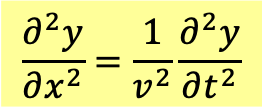 ∂²y/∂x² = 1/v² ∂²y/∂t²